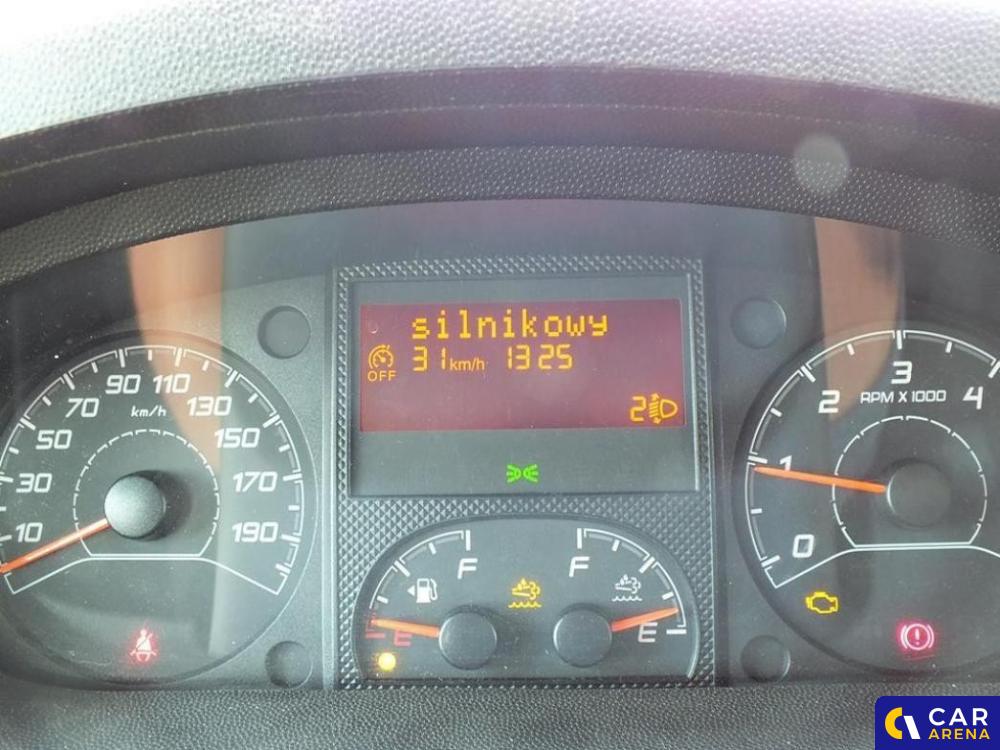 silnikowy
31 km/h 1325
OFF
2
90 110
70 130
50 km/h 150
30 170
10 190
3
2 4
RPM X 1000
1
0
F F
E E
CAR
ARENA